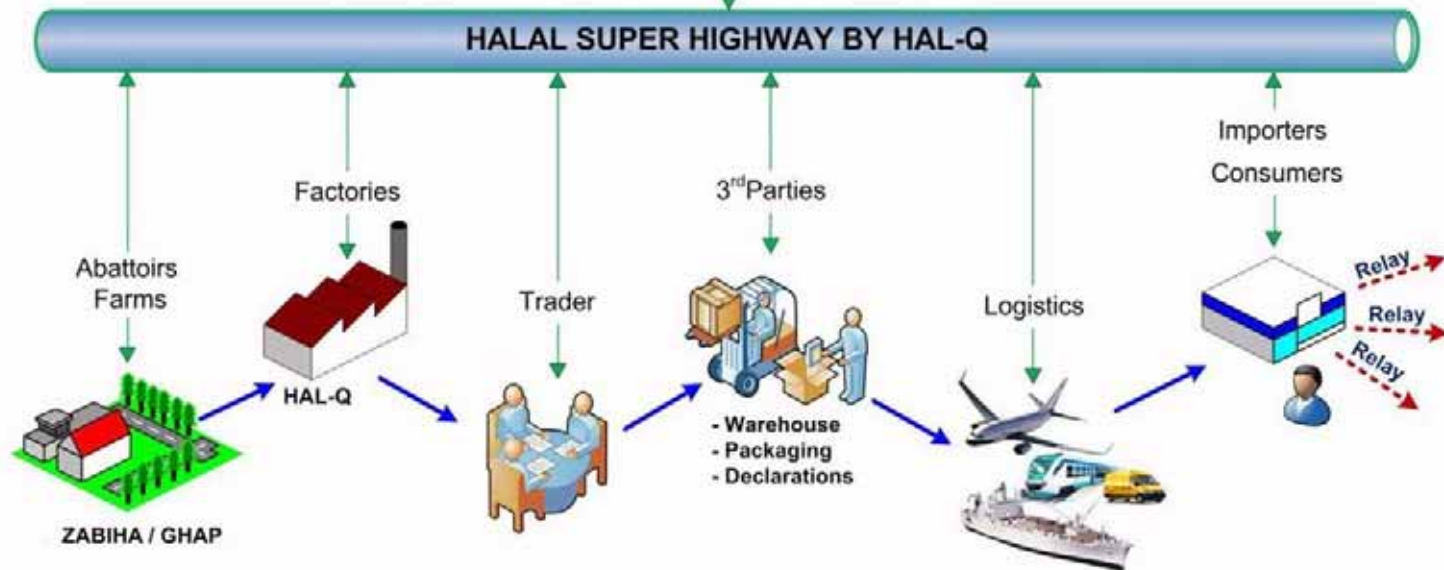 HALAL SUPER HIGHWAY BY HAL-Q
Abattoirs
Farms
ZABIHA / GHAP
Factories
HAL-Q
Trader
3rdParties
- Warehouse
- Packaging
- Declarations
Logistics
Importers
Consumers
Relay
Relay
Relay